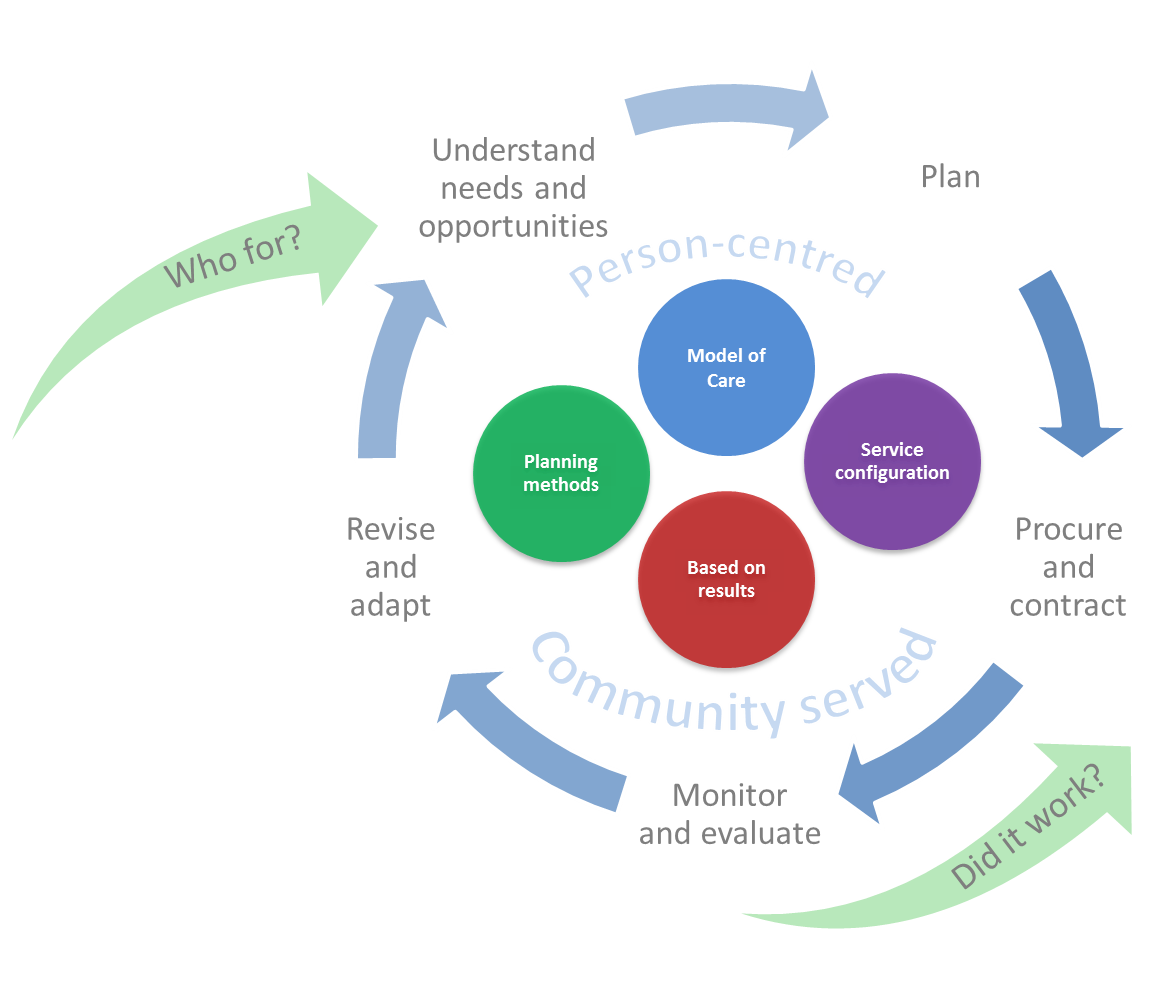 Understand
needs and
opportunities
Plan
Who for?
Person-centred
Model of
Care
Planning
methods
Service
configuration
Based on
results
Revise
and
adapt
Procure
and
contract
Community served
Monitor
and evaluate
Did it work?